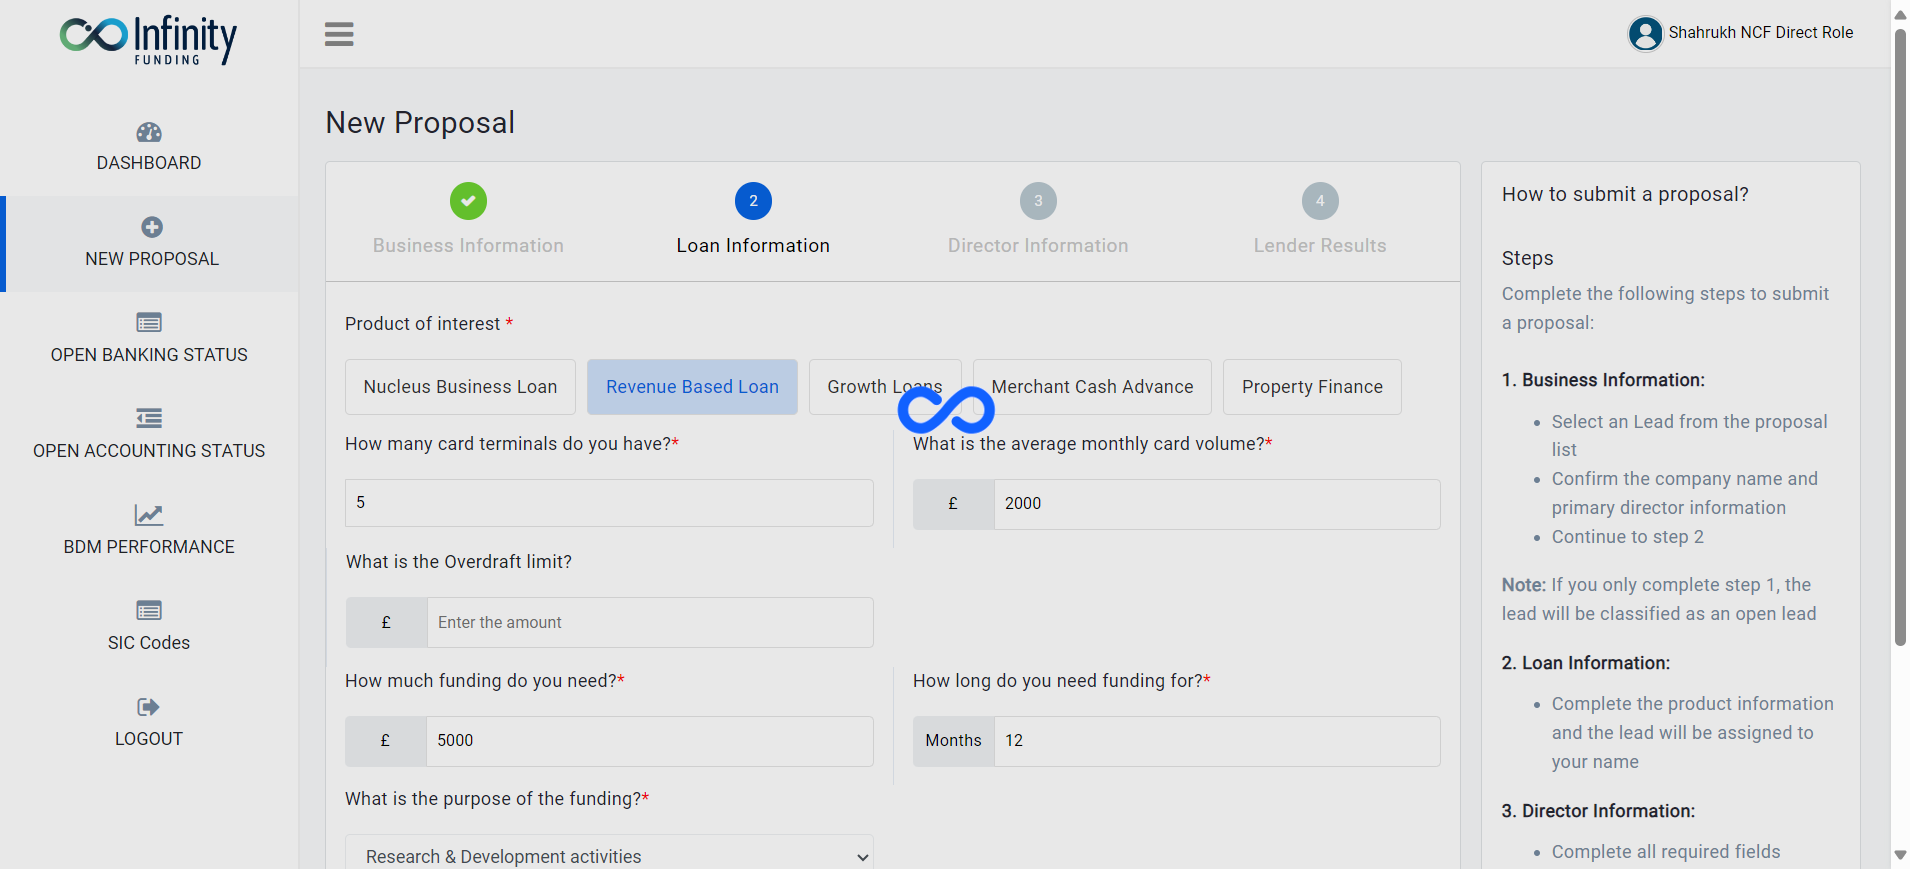 Infinity
FUNDING
Shahrukh NCF Direct Role
DASHBOARD
NEW PROPOSAL
OPEN BANKING STATUS
OPEN ACCOUNTING STATUS
BDM PERFORMANCE
SIC Codes
LOGOUT
New Proposal
2 3 4
Business Information Loan Information Director Information Lender Results
Product of interest *
Nucleus Business Loan Revenue Based Loan Growth Loans Merchant Cash Advance Property Finance
How many card terminals do you have?* What is the average monthly card volume?*
5 £ 2000
What is the Overdraft limit?
£ Enter the amount
How much funding do you need?* How long do you need funding for?*
£ 5000 Months 12
What is the purpose of the funding?*
Research & Development activities
How to submit a proposal?
Steps
Complete the following steps to submit
a proposal:
1. Business Information:
• Select an Lead from the proposal
list
• Confirm the company name and
primary director information
• Continue to step 2
Note: If you only complete step 1, the
lead will be classified as an open lead
2. Loan Information:
• Complete the product information
and the lead will be assigned to
your name
3. Director Information:
• Complete all required fields